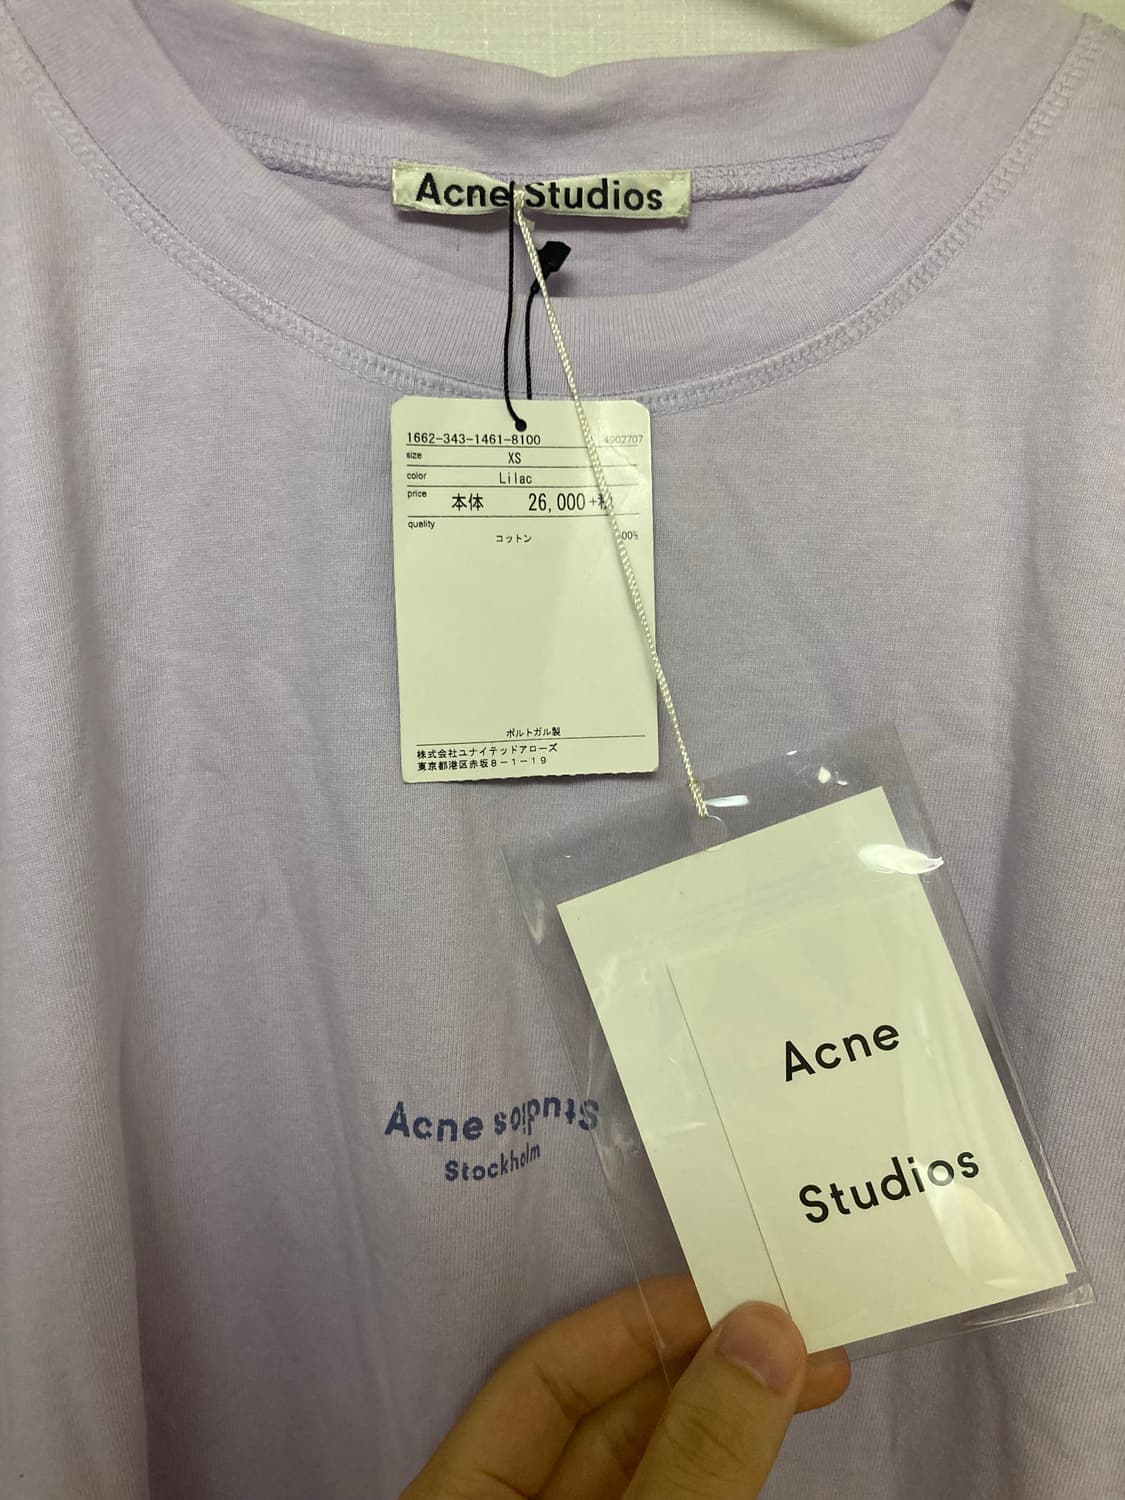 Acne Studios
1662-343-1461-8100 4902707
size XS
color Lilac
price 本体 26,000+税
quality
コットン 00%
ポルトガル製
株式会社ユナイテッドアローズ
東京都港区赤坂8-1-19
Acne Studios
Stockholm
Acne
Studios